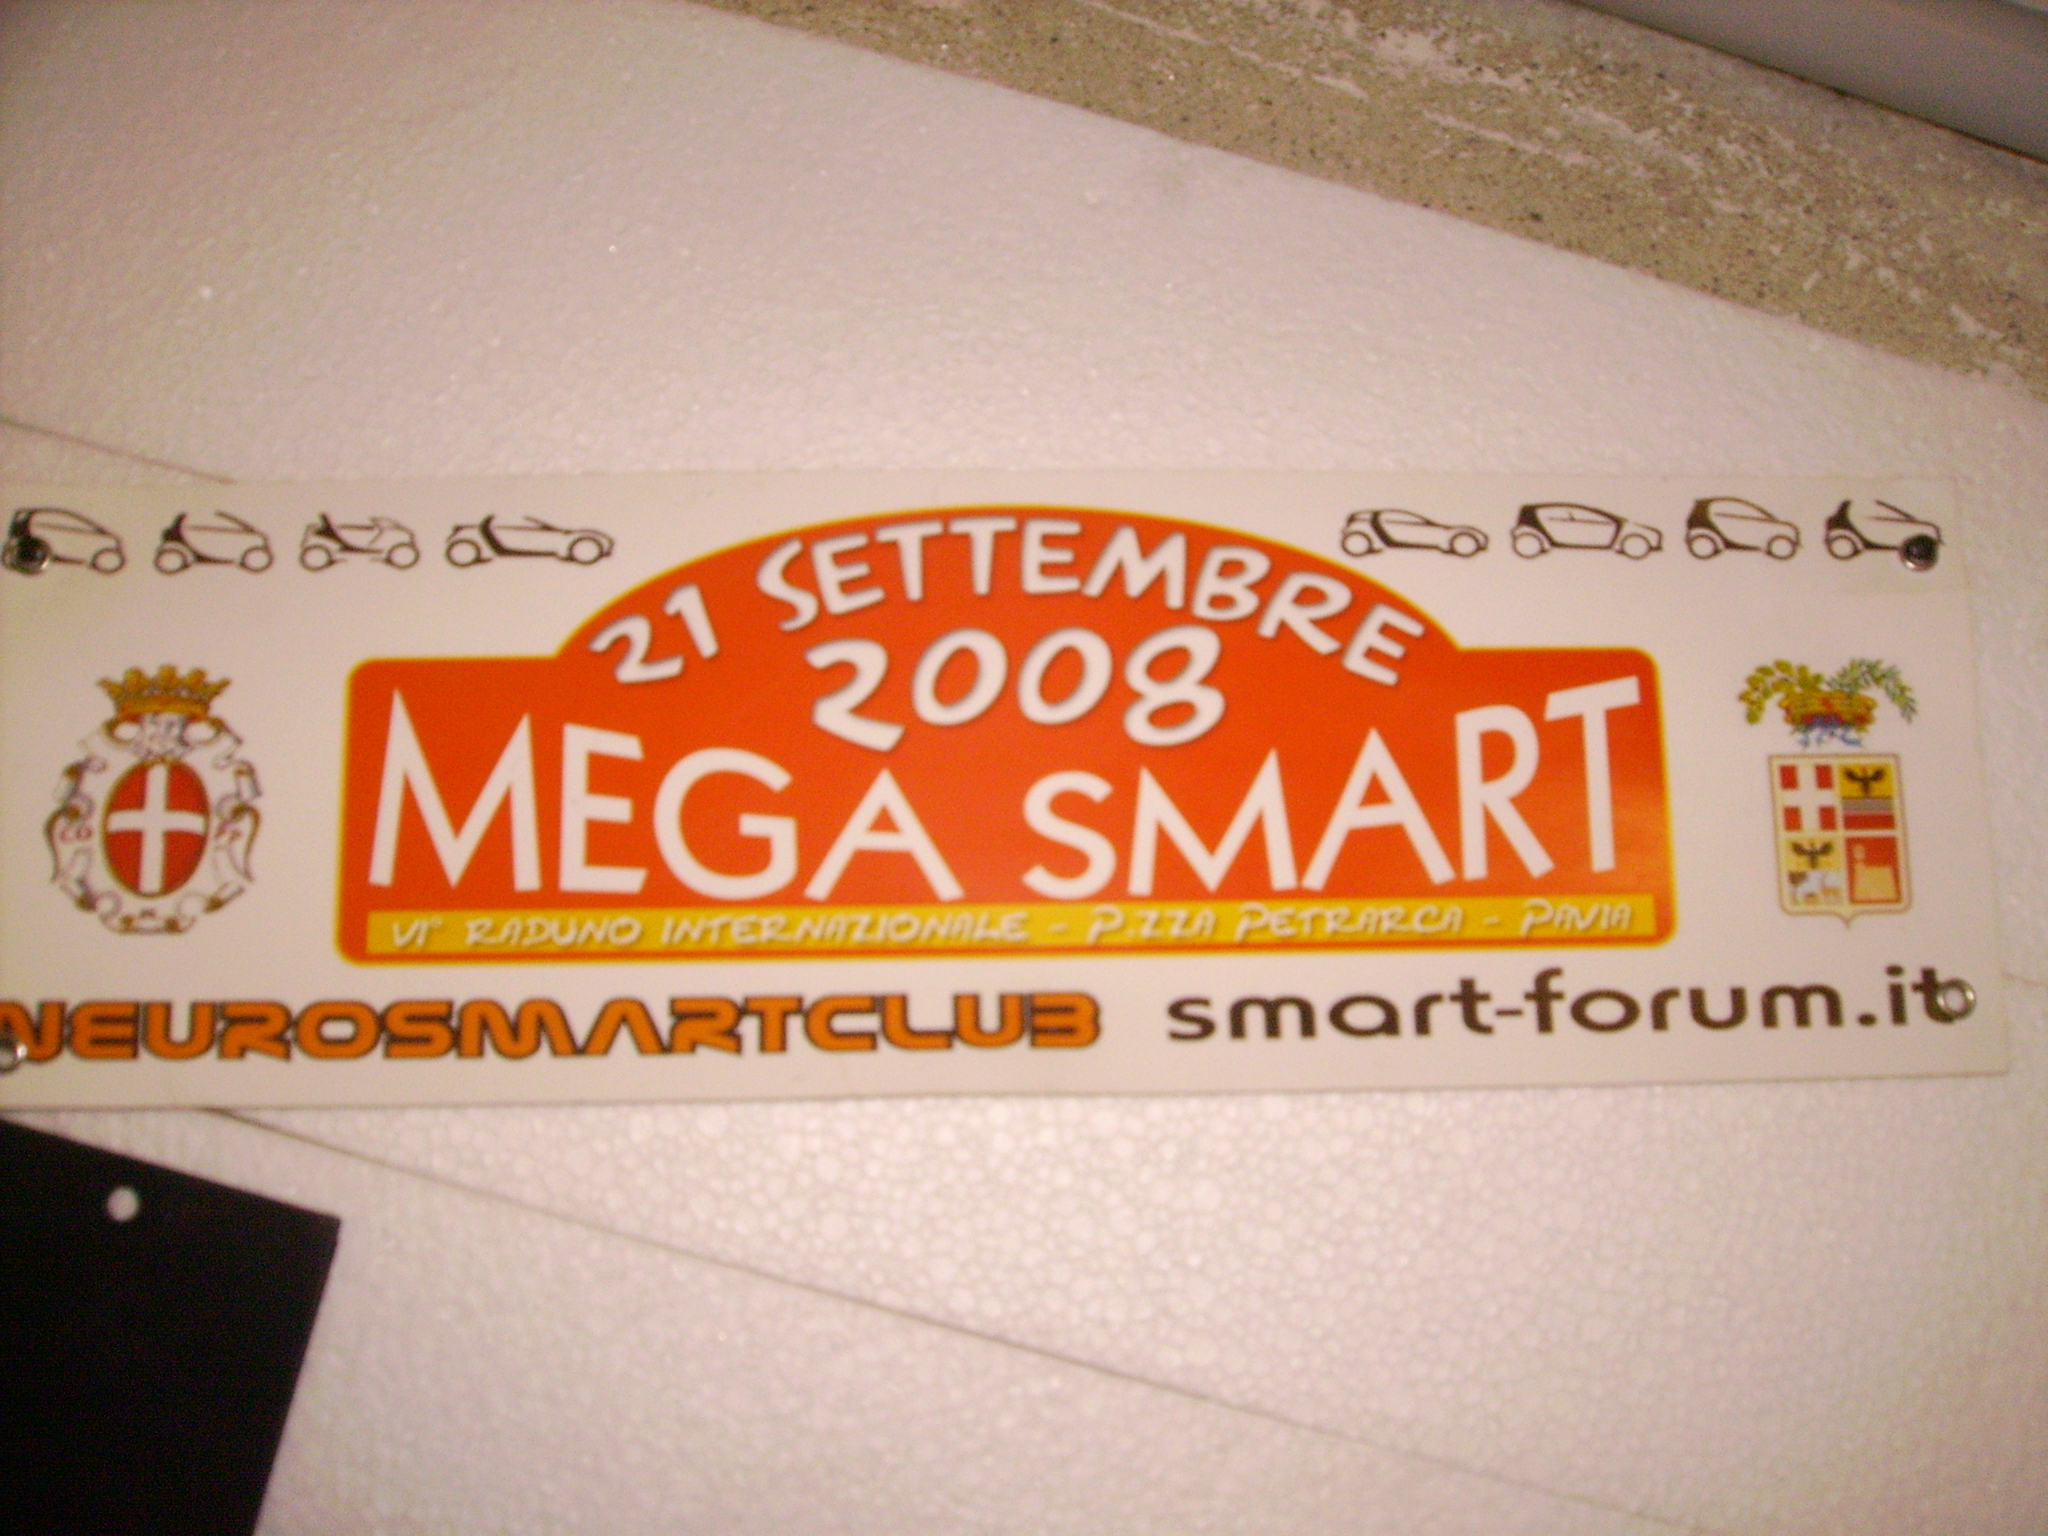 21 SETTEMBRE
2008
MEGA SMART
VI° RADUNO INTERNAZIONALE - P.ZZA PETRARCA - PAVIA
NEUROSMARTCLUB smart-forum.it